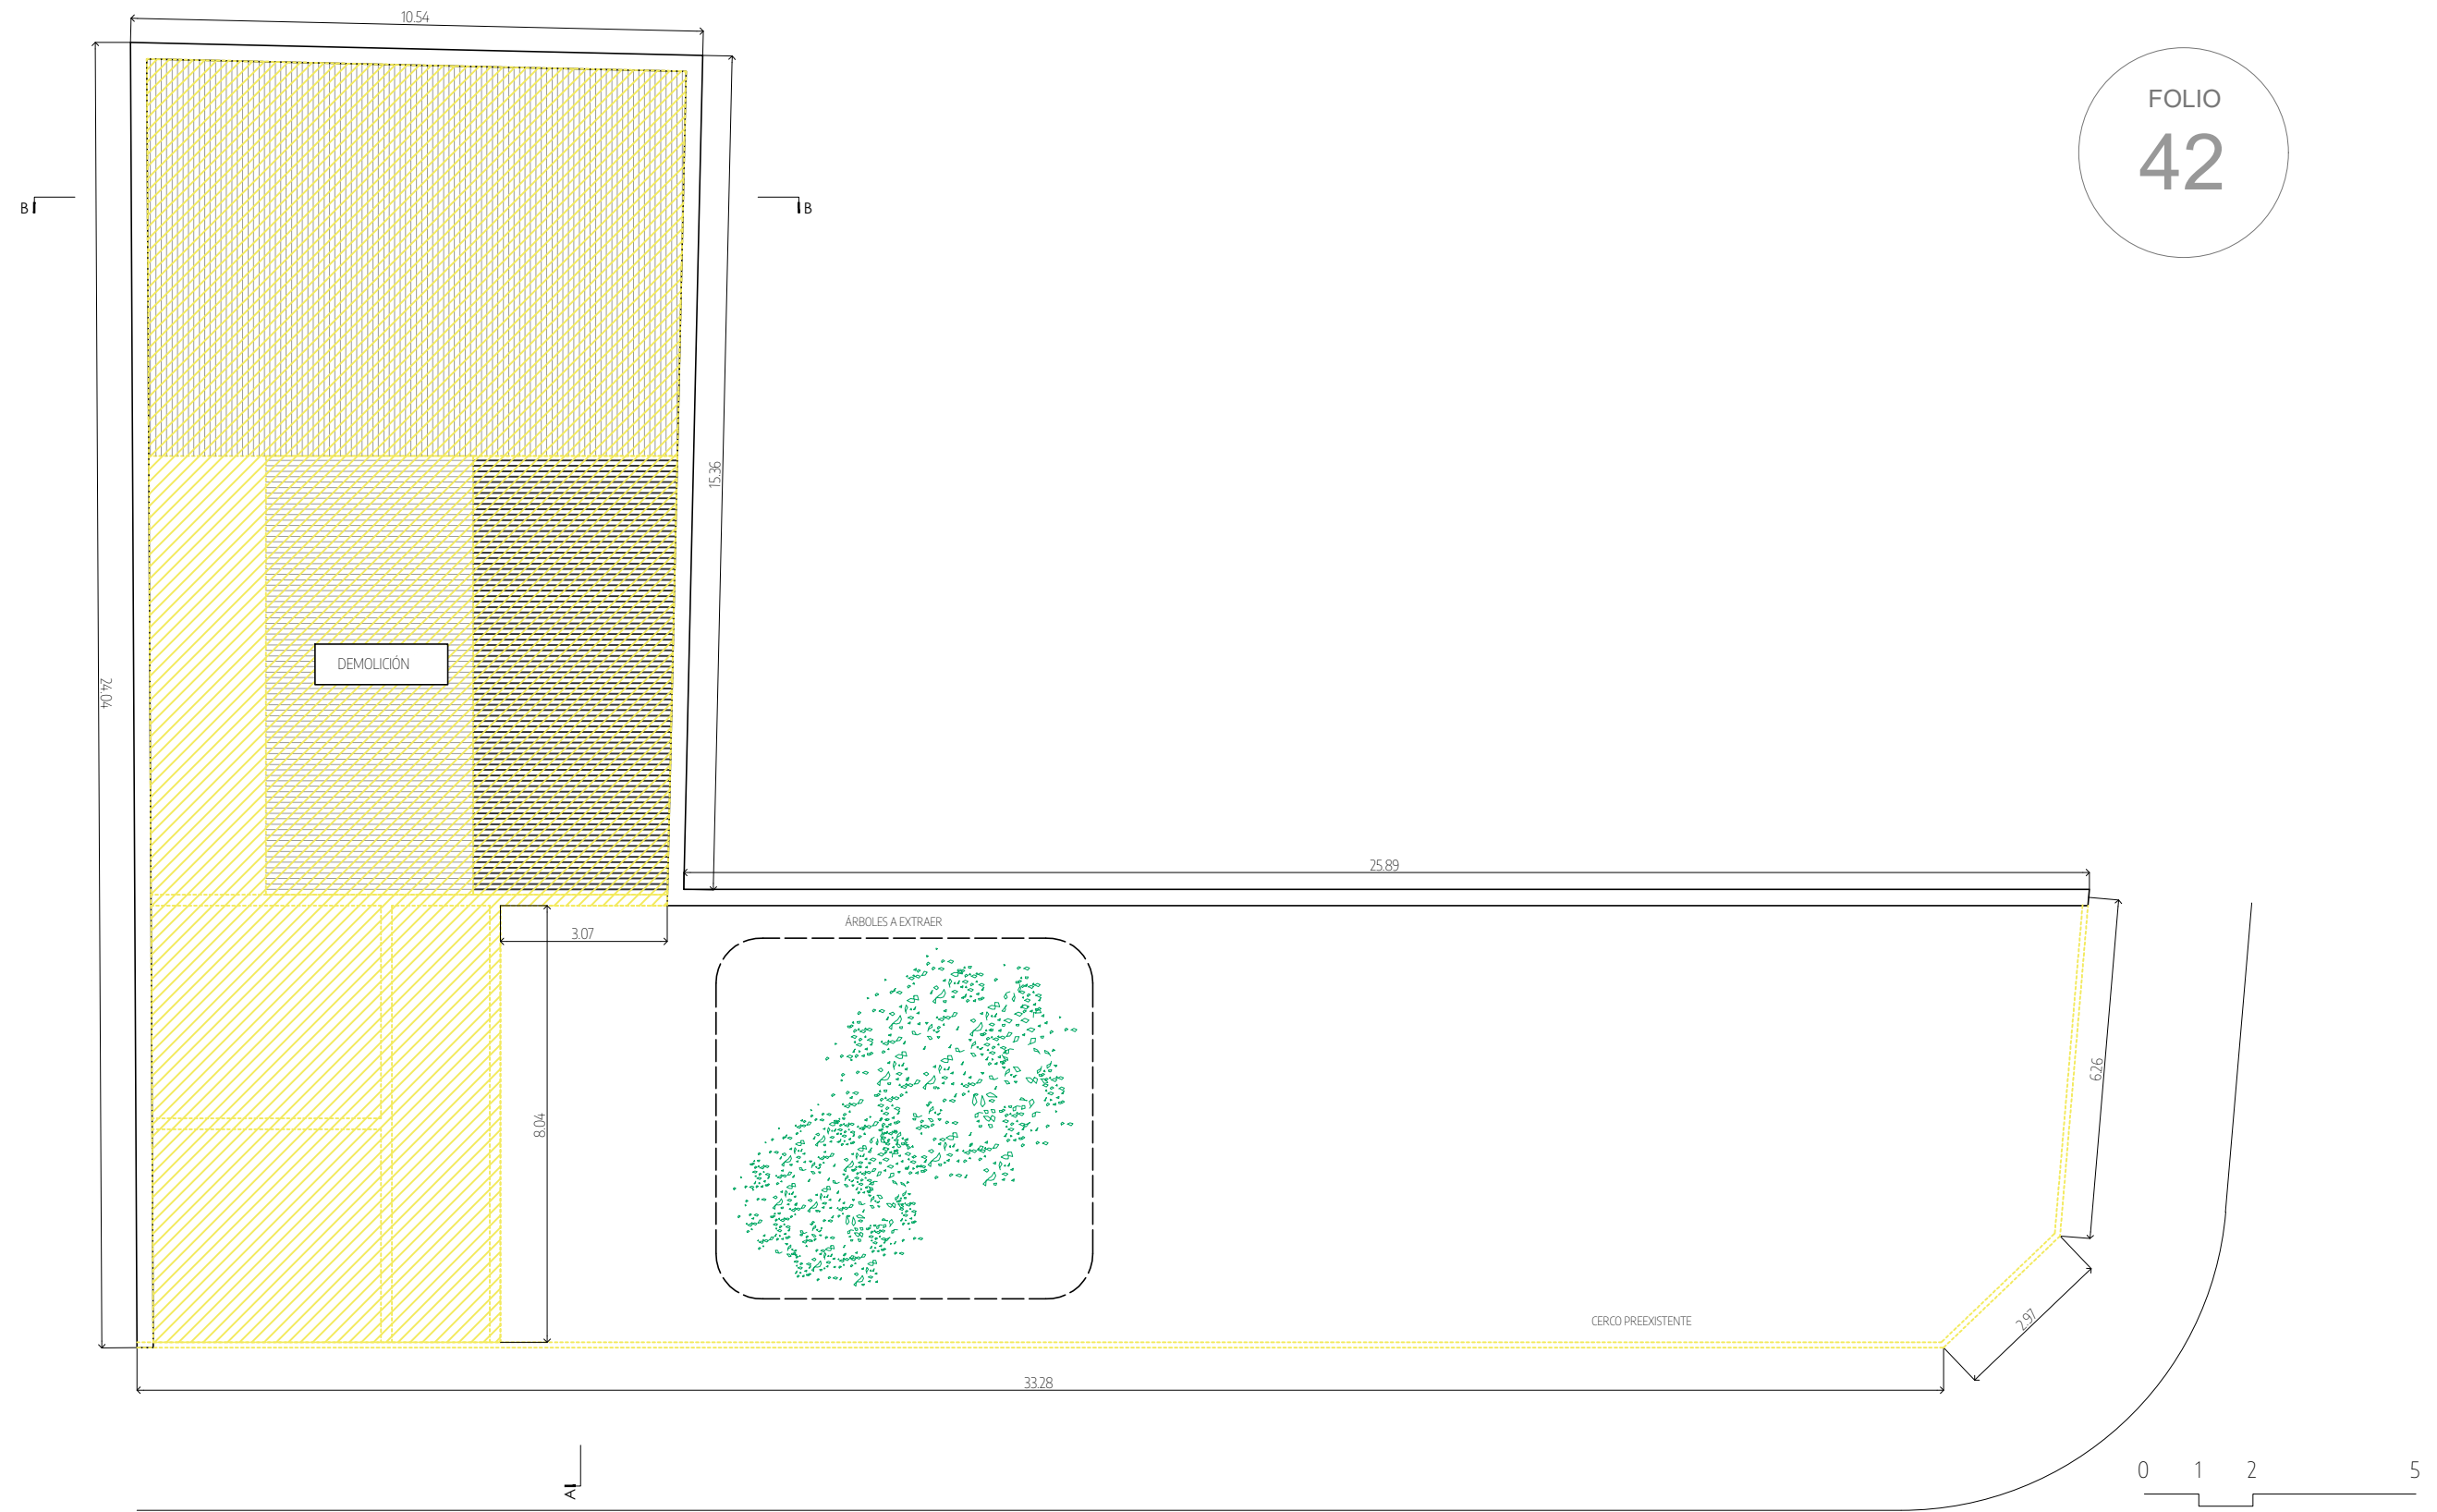 10.54
FOLIO
42
B
B
15.36
24.04
DEMOLICIÓN
25.89
ÁRBOLES A EXTRAER
3.07
6.26
8.04
CERCO PREEXISTENTE
2.97
33.28
A
0 1 2 5